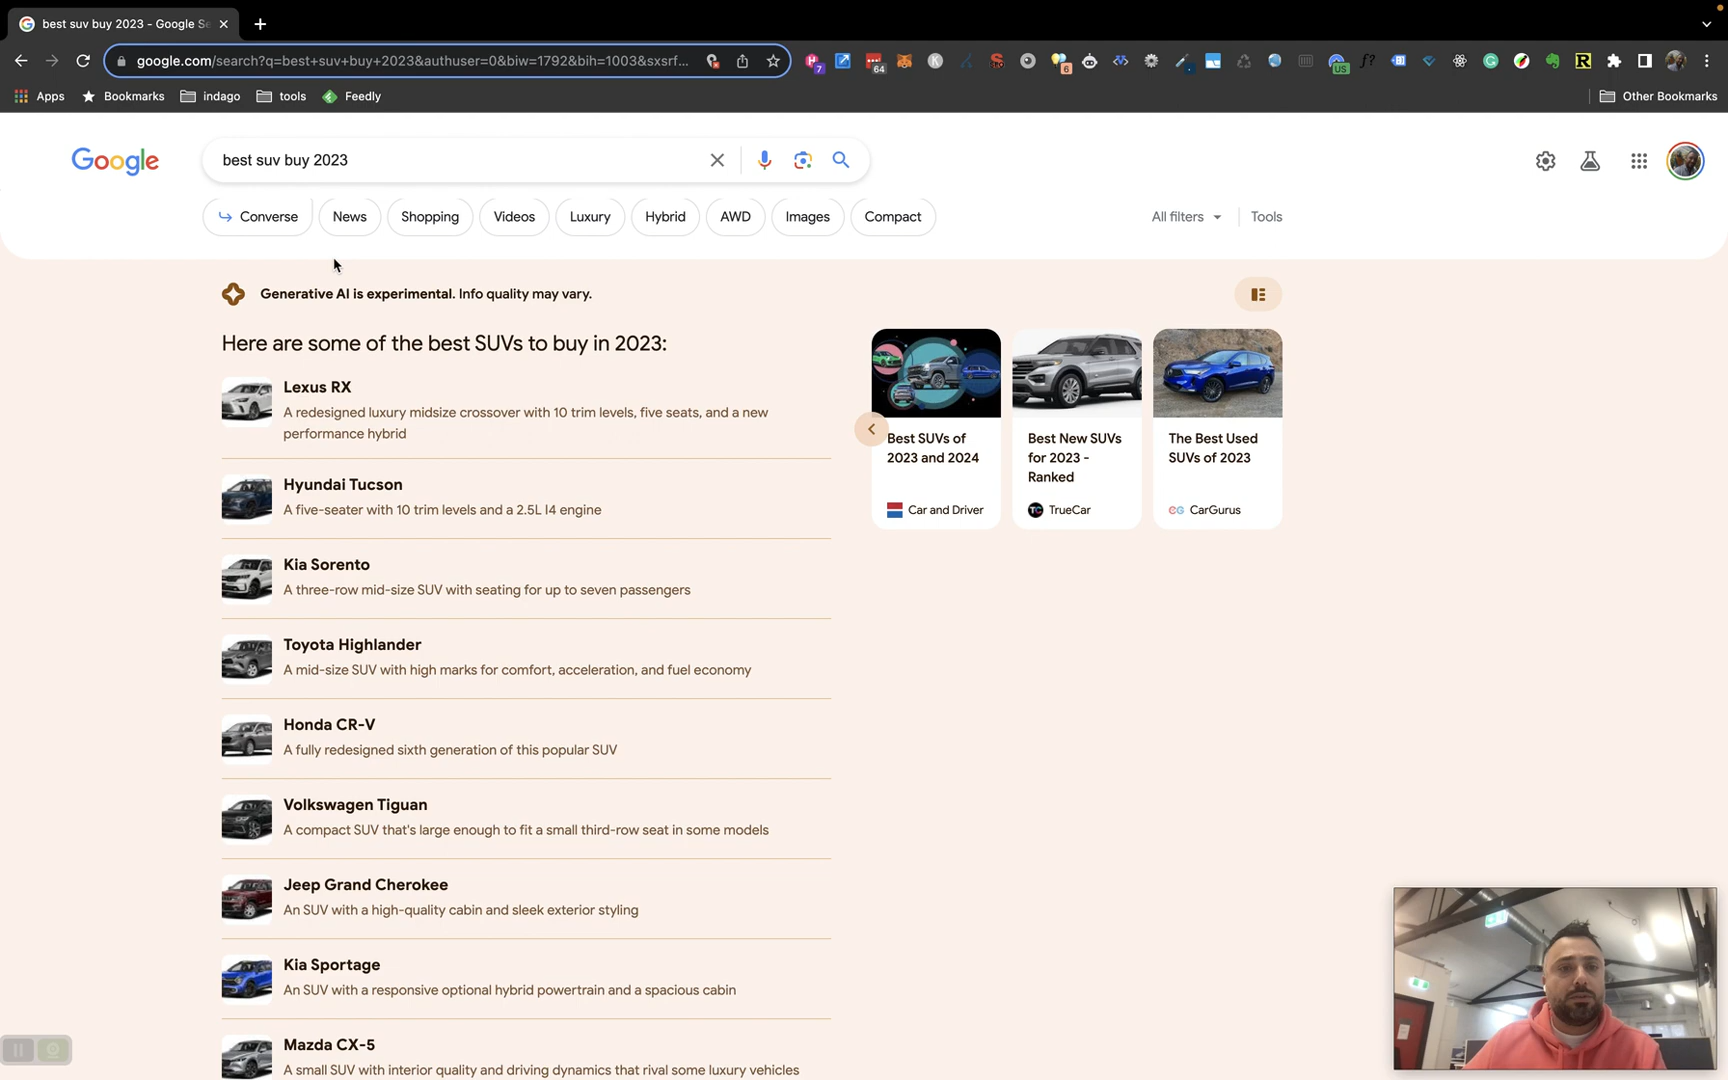 best suv buy 2023 - Google Se
google.com/search?q=best+suv+buy+2023&authuser=0&biw=1792&bih=1003&sxsrf...
7
64
6
US
f?
Apps
Bookmarks
indago
tools
Feedly
Other Bookmarks
Google
best suv buy 2023
Converse
News
Shopping
Videos
Luxury
Hybrid
AWD
Images
Compact
All filters
Tools
Generative AI is experimental. Info quality may vary.
Here are some of the best SUVs to buy in 2023:
Lexus RX
A redesigned luxury midsize crossover with 10 trim levels, five seats, and a new
performance hybrid
Hyundai Tucson
A five-seater with 10 trim levels and a 2.5L I4 engine
Kia Sorento
A three-row mid-size SUV with seating for up to seven passengers
Toyota Highlander
A mid-size SUV with high marks for comfort, acceleration, and fuel economy
Honda CR-V
A fully redesigned sixth generation of this popular SUV
Volkswagen Tiguan
A compact SUV that's large enough to fit a small third-row seat in some models
Jeep Grand Cherokee
An SUV with a high-quality cabin and sleek exterior styling
Kia Sportage
An SUV with a responsive optional hybrid powertrain and a spacious cabin
Mazda CX-5
A small SUV with interior quality and driving dynamics that rival some luxury vehicles
Best SUVs of
2023 and 2024
Car and Driver
Best New SUVs
for 2023 -
Ranked
TC
TrueCar
The Best Used
SUVs of 2023
CG
CarGurus